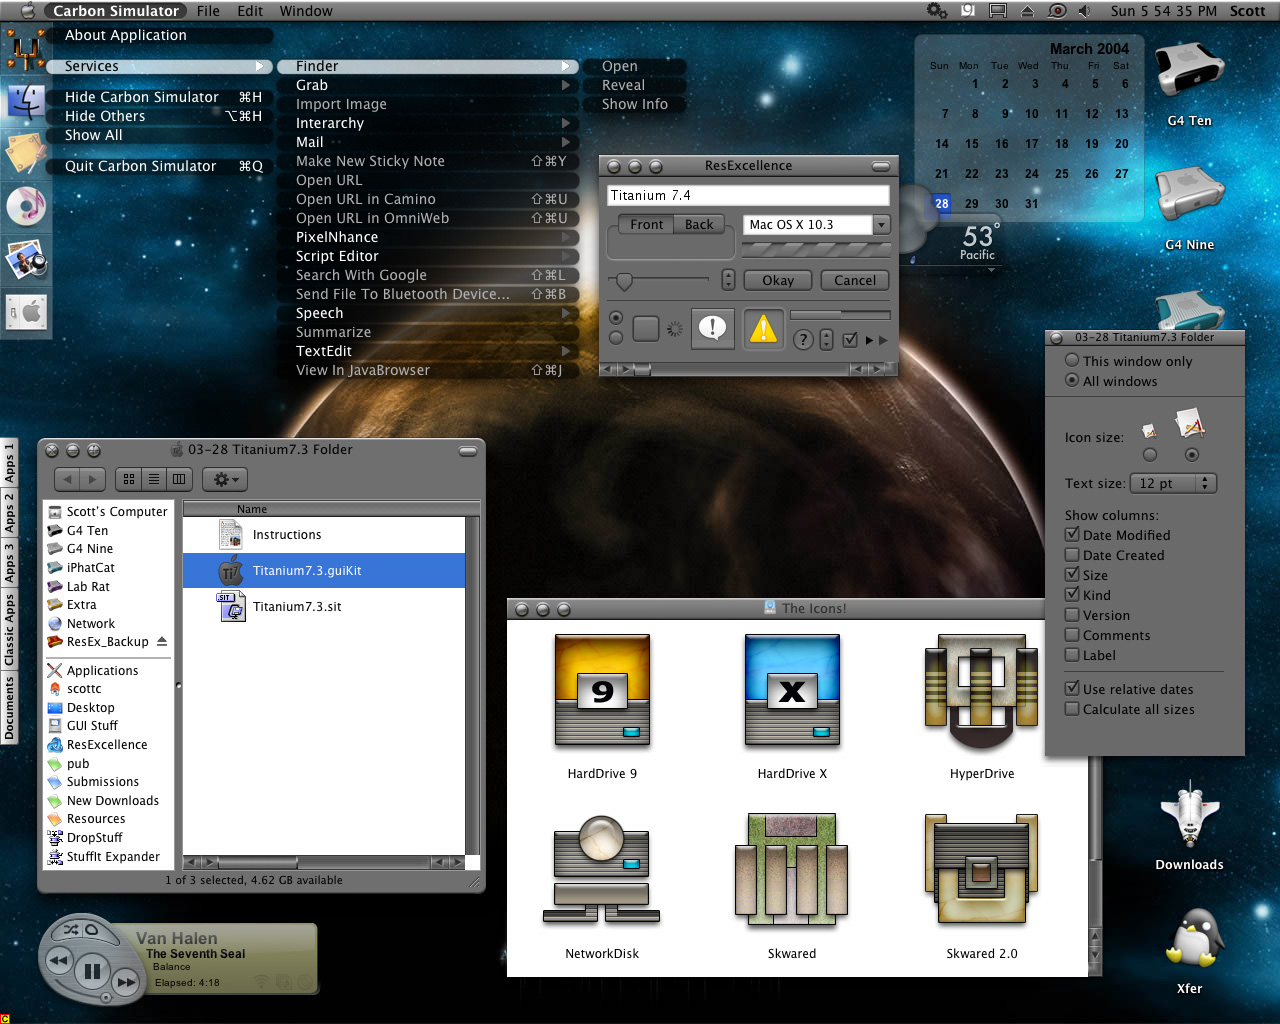 Carbon Simulator File Edit Window Sun 5 54 35 PM Scott
About Application
Services
Hide Carbon Simulator ⌘H
Hide Others ⌥⌘H
Show All
Quit Carbon Simulator ⌘Q
Finder
Grab
Import Image
Interarchy
Mail
Make New Sticky Note ⇧⌘Y
Open URL
Open URL in Camino ⇧⌘U
Open URL in OmniWeb ⇧⌘U
PixelNhance
Script Editor
Search With Google ⇧⌘L
Send File To Bluetooth Device... ⇧⌘B
Speech
Summarize
TextEdit
View In JavaBrowser ⇧⌘J
Open
Reveal
Show Info
March 2004
Sun Mon Tue Wed Thu Fri Sat
1 2 3 4 5 6
7 8 9 10 11 12 13
14 15 16 17 18 19 20
21 22 23 24 25 26 27
28 29 30 31
53°
Pacific
G4 Ten
G4 Nine
ResExcellence
Titanium 7.4
Front Back
Mac OS X 10.3
Okay Cancel
?
03-28 Titanium7.3 Folder
This window only
All windows
Icon size:
Text size: 12 pt
Show columns:
Date Modified
Date Created
Size
Kind
Version
Comments
Label
Use relative dates
Calculate all sizes
Apps 1
Apps 2
Apps 3
Classic Apps
Documents
03-28 Titanium7.3 Folder
Name
Scott's Computer
G4 Ten
G4 Nine
iPhatCat
Lab Rat
Extra
Network
ResEx_Backup
Applications
scottc
Desktop
GUI Stuff
ResExcellence
pub
Submissions
New Downloads
Resources
DropStuff
StuffIt Expander
Instructions
Ti7
Titanium7.3.guiKit
.SIT
Titanium7.3.sit
1 of 3 selected, 4.62 GB available
The Icons!
9
HardDrive 9
X
HardDrive X
HyperDrive
NetworkDisk
Skwared
Skwared 2.0
Downloads
Xfer
Van Halen
The Seventh Seal
Balance
Elapsed: 4:18
C